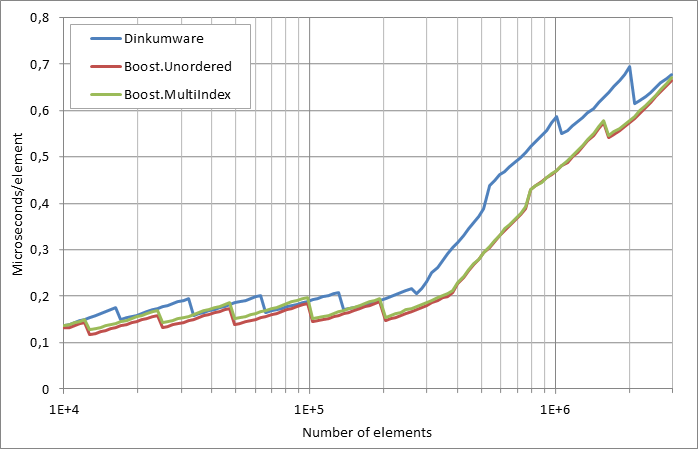 0,8
0,7
0,6
0,5
0,4
0,3
0,2
0,1
0
Microseconds/element
Dinkumware
Boost.Unordered
Boost.MultiIndex
1E+4
1E+5
1E+6
Number of elements